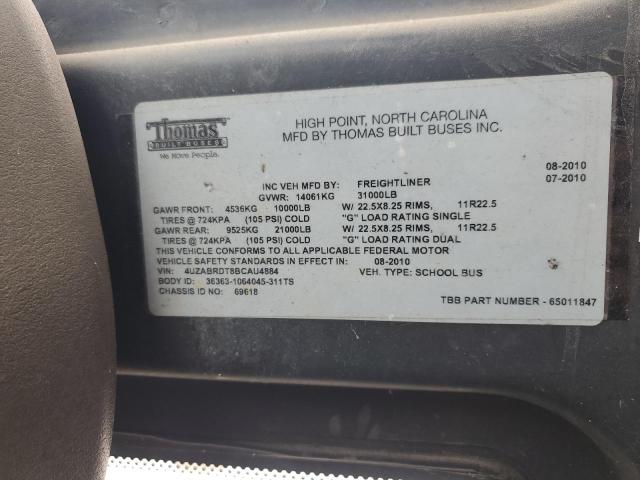 Thomas
BUILT BUSES
We Move People.
HIGH POINT, NORTH CAROLINA
MFD BY THOMAS BUILT BUSES INC.
08-2010
INC VEH MFD BY: FREIGHTLINER 07-2010
GVWR: 14061KG 31000LB
GAWR FRONT: 4536KG 10000LB W/ 22.5X8.25 RIMS, 11R22.5
TIRES @ 724KPA (105 PSI) COLD "G" LOAD RATING SINGLE
GAWR REAR: 9525KG 21000LB W/ 22.5X8.25 RIMS, 11R22.5
TIRES @ 724KPA (105 PSI) COLD "G" LOAD RATING DUAL
THIS VEHICLE CONFORMS TO ALL APPLICABLE FEDERAL MOTOR
VEHICLE SAFETY STANDARDS IN EFFECT IN: 08-2010
VIN: 4UZABRDT8BCAU4884 VEH. TYPE: SCHOOL BUS
BODY ID: 36363-1064045-311TS
CHASSIS ID NO: 69618 TBB PART NUMBER - 65011847